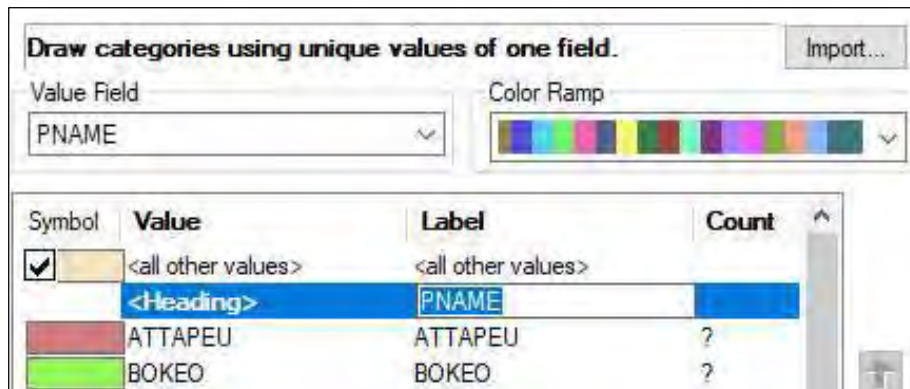 Draw categories using unique values of one field.
Import...
Value Field
Color Ramp
PNAME
Symbol Value Label Count
<all other values> <all other values>
<Heading> PNAME
ATTAPEU ATTAPEU ?
BOKEO BOKEO ?